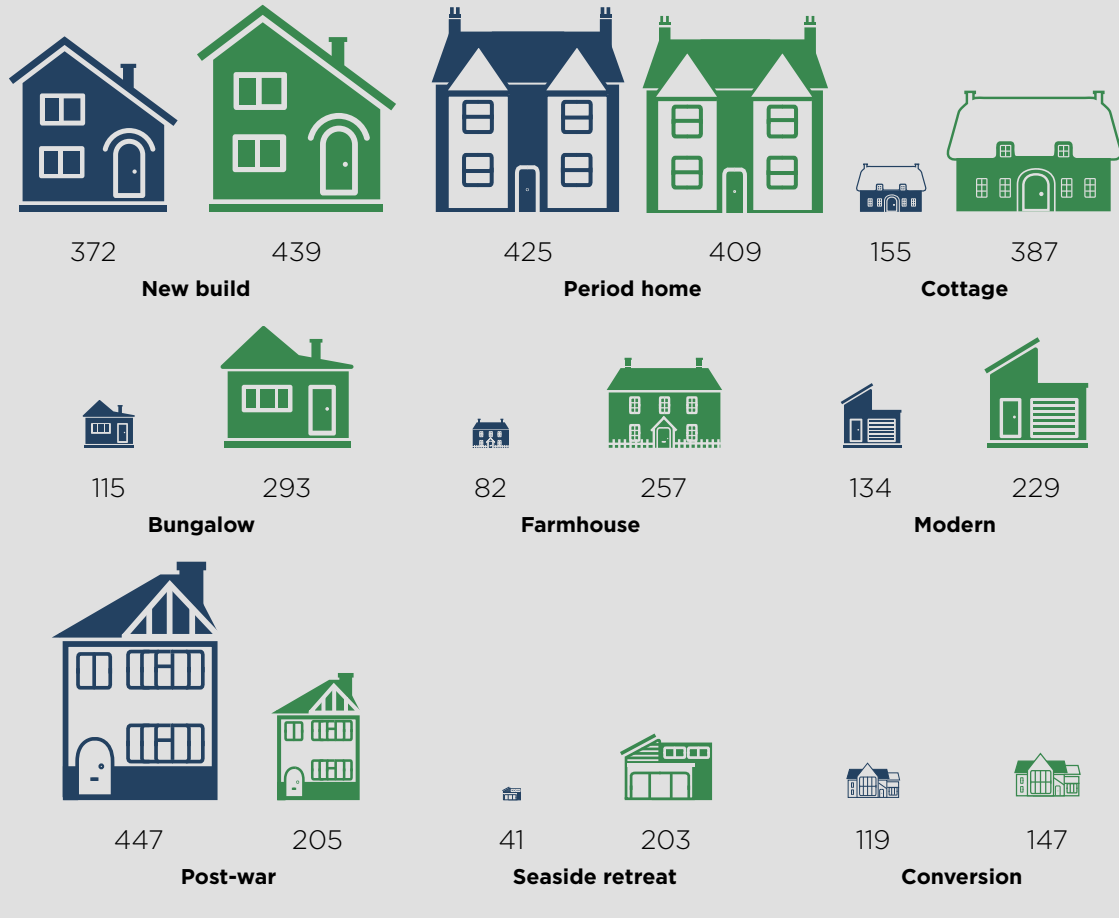 372 439 425 409 155 387
New build Period home Cottage
115 293 82 257 134 229
Bungalow Farmhouse Modern
447 205 41 203 119 147
Post-war Seaside retreat Conversion